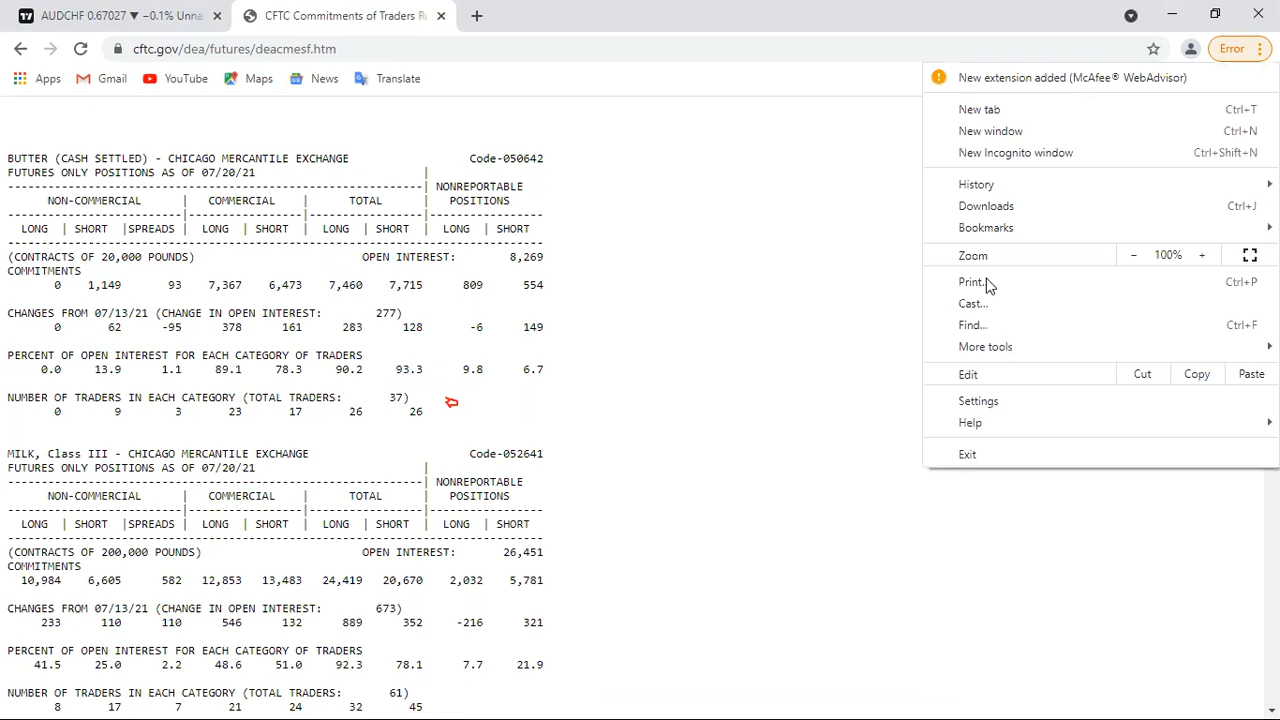 AUDCHF 0.67027 ▼ −0.1% Unna
CFTC Commitments of Traders R
cftc.gov/dea/futures/deacmesf.htm
Error
Apps Gmail YouTube Maps News Translate
New extension added (McAfee® WebAdvisor)
New tab Ctrl+T
New window Ctrl+N
New Incognito window Ctrl+Shift+N
History
Downloads Ctrl+J
Bookmarks
Zoom − 100% +
Print... Ctrl+P
Cast...
Find... Ctrl+F
More tools
Edit Cut Copy Paste
Settings
Help
Exit
BUTTER (CASH SETTLED) - CHICAGO MERCANTILE EXCHANGE Code-050642
FUTURES ONLY POSITIONS AS OF 07/20/21 |
--------------------------------------------------------------| NONREPORTABLE
NON-COMMERCIAL | COMMERCIAL | TOTAL | POSITIONS
--------------------------|------------------|-----------------|-----------------
LONG | SHORT |SPREADS | LONG | SHORT | LONG | SHORT | LONG | SHORT
--------------------------------------------------------------------------------
(CONTRACTS OF 20,000 POUNDS) OPEN INTEREST: 8,269
COMMITMENTS
0 1,149 93 7,367 6,473 7,460 7,715 809 554
CHANGES FROM 07/13/21 (CHANGE IN OPEN INTEREST: 277)
0 62 -95 378 161 283 128 -6 149
PERCENT OF OPEN INTEREST FOR EACH CATEGORY OF TRADERS
0.0 13.9 1.1 89.1 78.3 90.2 93.3 9.8 6.7
NUMBER OF TRADERS IN EACH CATEGORY (TOTAL TRADERS: 37)
0 9 3 23 17 26 26
MILK, Class III - CHICAGO MERCANTILE EXCHANGE Code-052641
FUTURES ONLY POSITIONS AS OF 07/20/21 |
--------------------------------------------------------------| NONREPORTABLE
NON-COMMERCIAL | COMMERCIAL | TOTAL | POSITIONS
--------------------------|------------------|-----------------|-----------------
LONG | SHORT |SPREADS | LONG | SHORT | LONG | SHORT | LONG | SHORT
--------------------------------------------------------------------------------
(CONTRACTS OF 200,000 POUNDS) OPEN INTEREST: 26,451
COMMITMENTS
10,984 6,605 582 12,853 13,483 24,419 20,670 2,032 5,781
CHANGES FROM 07/13/21 (CHANGE IN OPEN INTEREST: 673)
233 110 110 546 132 889 352 -216 321
PERCENT OF OPEN INTEREST FOR EACH CATEGORY OF TRADERS
41.5 25.0 2.2 48.6 51.0 92.3 78.1 7.7 21.9
NUMBER OF TRADERS IN EACH CATEGORY (TOTAL TRADERS: 61)
8 17 7 21 24 32 45